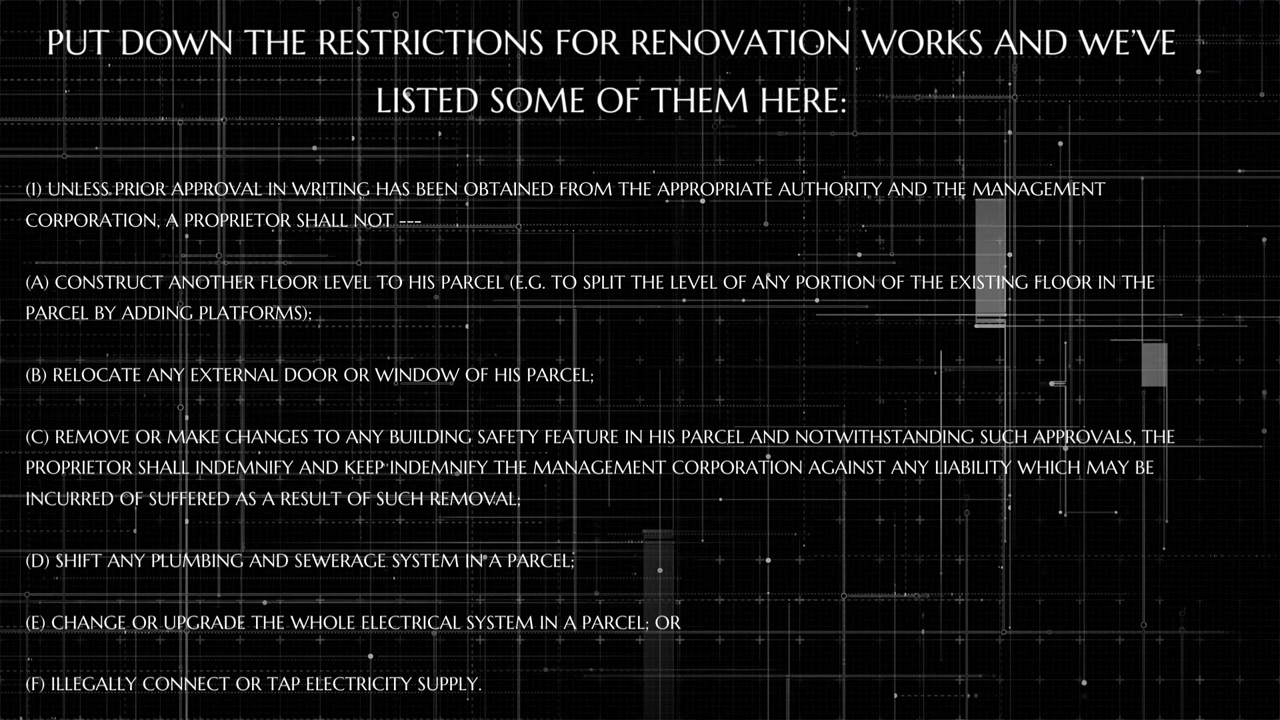 PUT DOWN THE RESTRICTIONS FOR RENOVATION WORKS AND WE'VE
LISTED SOME OF THEM HERE:
(1) UNLESS PRIOR APPROVAL IN WRITING HAS BEEN OBTAINED FROM THE APPROPRIATE AUTHORITY AND THE MANAGEMENT
CORPORATION, A PROPRIETOR SHALL NOT ---
(A) CONSTRUCT ANOTHER FLOOR LEVEL TO HIS PARCEL (E.G. TO SPLIT THE LEVEL OF ANY PORTION OF THE EXISTING FLOOR IN THE
PARCEL BY ADDING PLATFORMS);
(B) RELOCATE ANY EXTERNAL DOOR OR WINDOW OF HIS PARCEL;
(C) REMOVE OR MAKE CHANGES TO ANY BUILDING SAFETY FEATURE IN HIS PARCEL AND NOTWITHSTANDING SUCH APPROVALS, THE
PROPRIETOR SHALL INDEMNIFY AND KEEP INDEMNIFY THE MANAGEMENT CORPORATION AGAINST ANY LIABILITY WHICH MAY BE
INCURRED OF SUFFERED AS A RESULT OF SUCH REMOVAL;
(D) SHIFT ANY PLUMBING AND SEWERAGE SYSTEM IN A PARCEL;
(E) CHANGE OR UPGRADE THE WHOLE ELECTRICAL SYSTEM IN A PARCEL; OR
(F) ILLEGALLY CONNECT OR TAP ELECTRICITY SUPPLY.